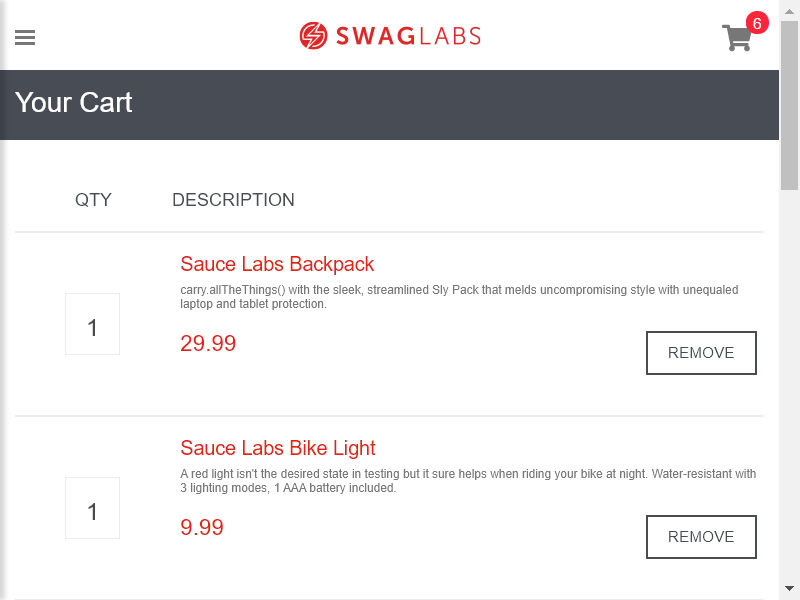 SWAGLABS
6
Your Cart
QTY DESCRIPTION
Sauce Labs Backpack
carry.allTheThings() with the sleek, streamlined Sly Pack that melds uncompromising style with unequaled
laptop and tablet protection.
1
29.99
REMOVE
Sauce Labs Bike Light
A red light isn't the desired state in testing but it sure helps when riding your bike at night. Water-resistant with
3 lighting modes, 1 AAA battery included.
1
9.99
REMOVE